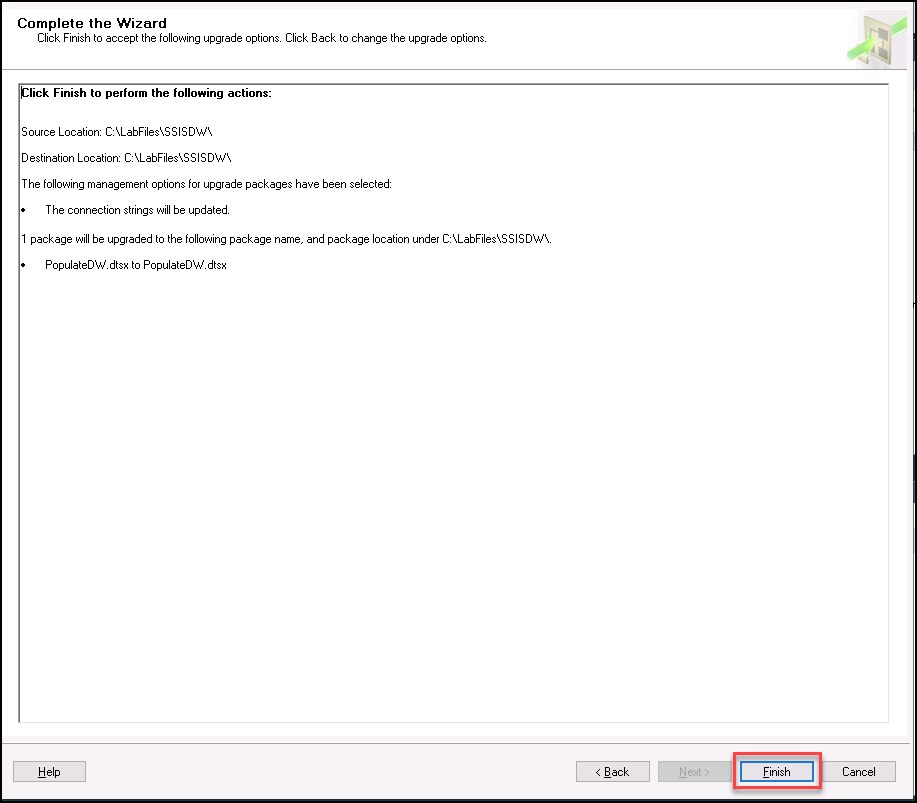 Complete the Wizard
Click Finish to accept the following upgrade options. Click Back to change the upgrade options.
Click Finish to perform the following actions:
Source Location: C:\LabFiles\SSISDW\
Destination Location: C:\LabFiles\SSISDW\
The following management options for upgrade packages have been selected:
• The connection strings will be updated.
1 package will be upgraded to the following package name, and package location under C:\LabFiles\SSISDW\.
• PopulateDW.dtsx to PopulateDW.dtsx
Help < Back Next > Finish Cancel